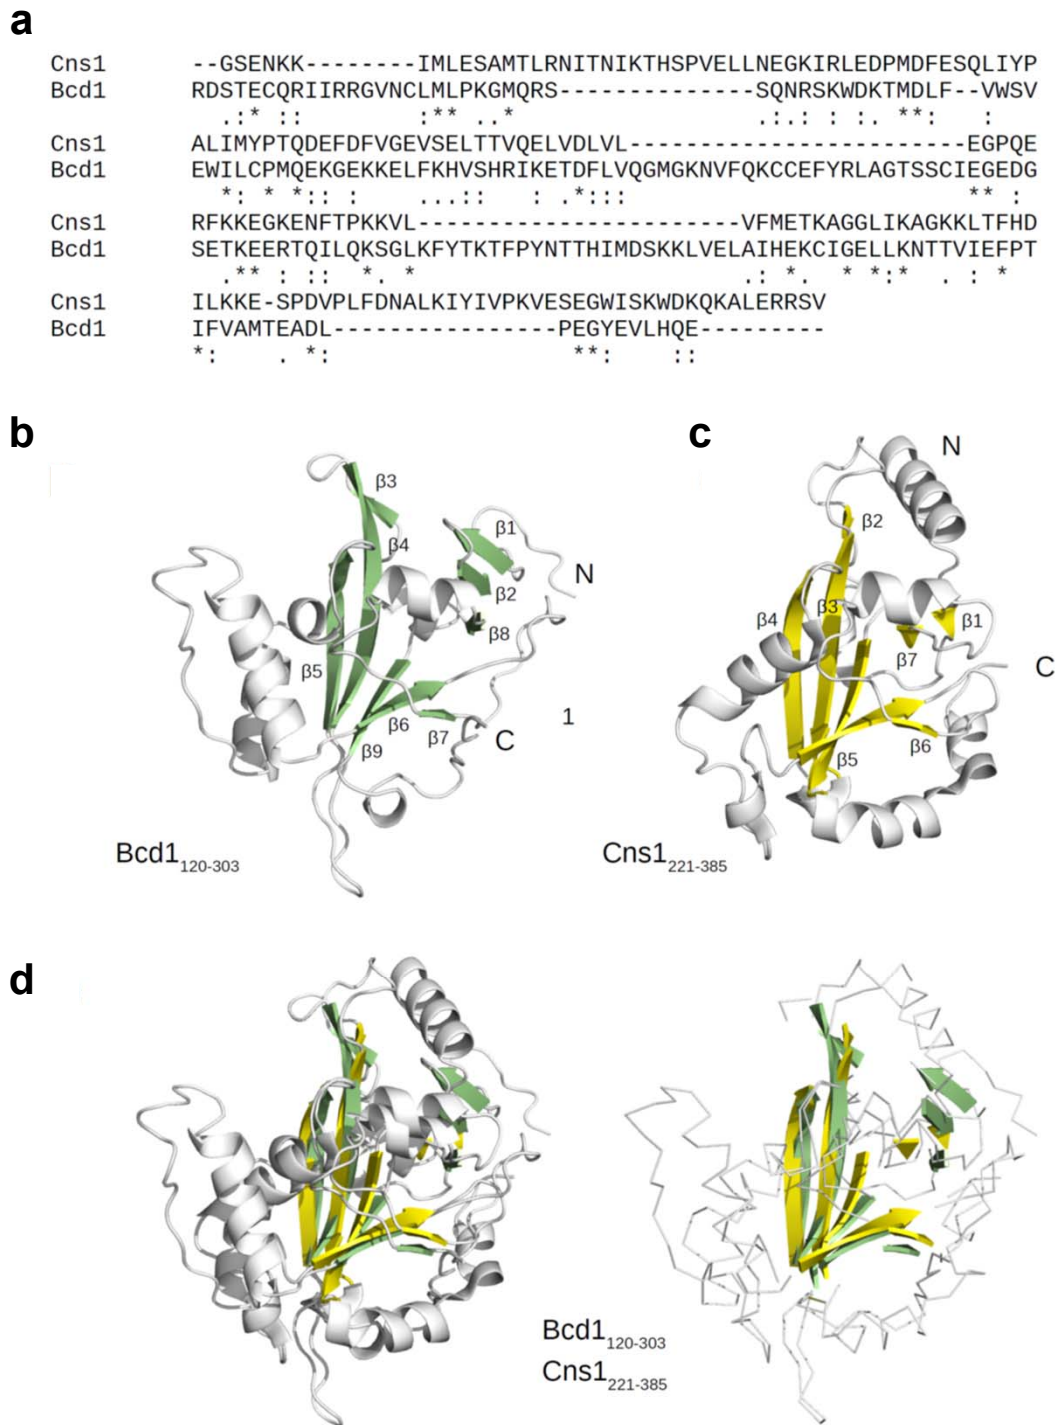 a
Cns1 --GSENKK--------IMLESAMTLRNITNIKTHSPVELLNEGKIRLEDPMDFESQLIYP
Bcd1 RDSTECQRIIRRGVNCLMLPKGMQRS--------------SQNRSKWDKTMDLF--VWSV
.:* :: :** ..* .:.: : :. **: :
Cns1 ALIMYPTQDEFDFVGEVSELTTVQELVDLVL----------------------EGPQE
Bcd1 EWILCPMQEKGEKKELFKHVSHRIKETDFLVQGMGKNVFQKCCEFYRLAGTSSCIEGEDG
*: * *:: : ...:: : .*::: ** :
Cns1 RFKKEGKENFTPKKVL---------------------VFMETKAGGLIKAGKKLTFHD
Bcd1 SETKEERTQILQKSGLKFYTKTFPYNTTHIMDSKKLVELAIHEKCIGELLKNTTVIEFPT
.** : :: *. * .: *. * *:* . : *
Cns1 ILKKE-SPDVPLFDNALKIYIVPKVESEGWISKWDKQKALERRSV
Bcd1 IFVAMTEADL----------------PEGYEVLHQE---------
*: . *: **: ::
b
c
β3
β1
β4
N
β2
β8
β5
β6
β7
C
β9
1
Bcd1120-303
N
β2
β3
β4
β1
β7
C
β6
β5
Cns1221-385
d
Bcd1120-303
Cns1221-385